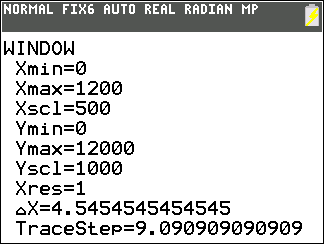 NORMAL FIX6 AUTO REAL RADIAN MP
WINDOW
Xmin=0
Xmax=1200
Xscl=500
Ymin=0
Ymax=12000
Yscl=1000
Xres=1
△X=4.5454545454545
TraceStep=9.090909090909